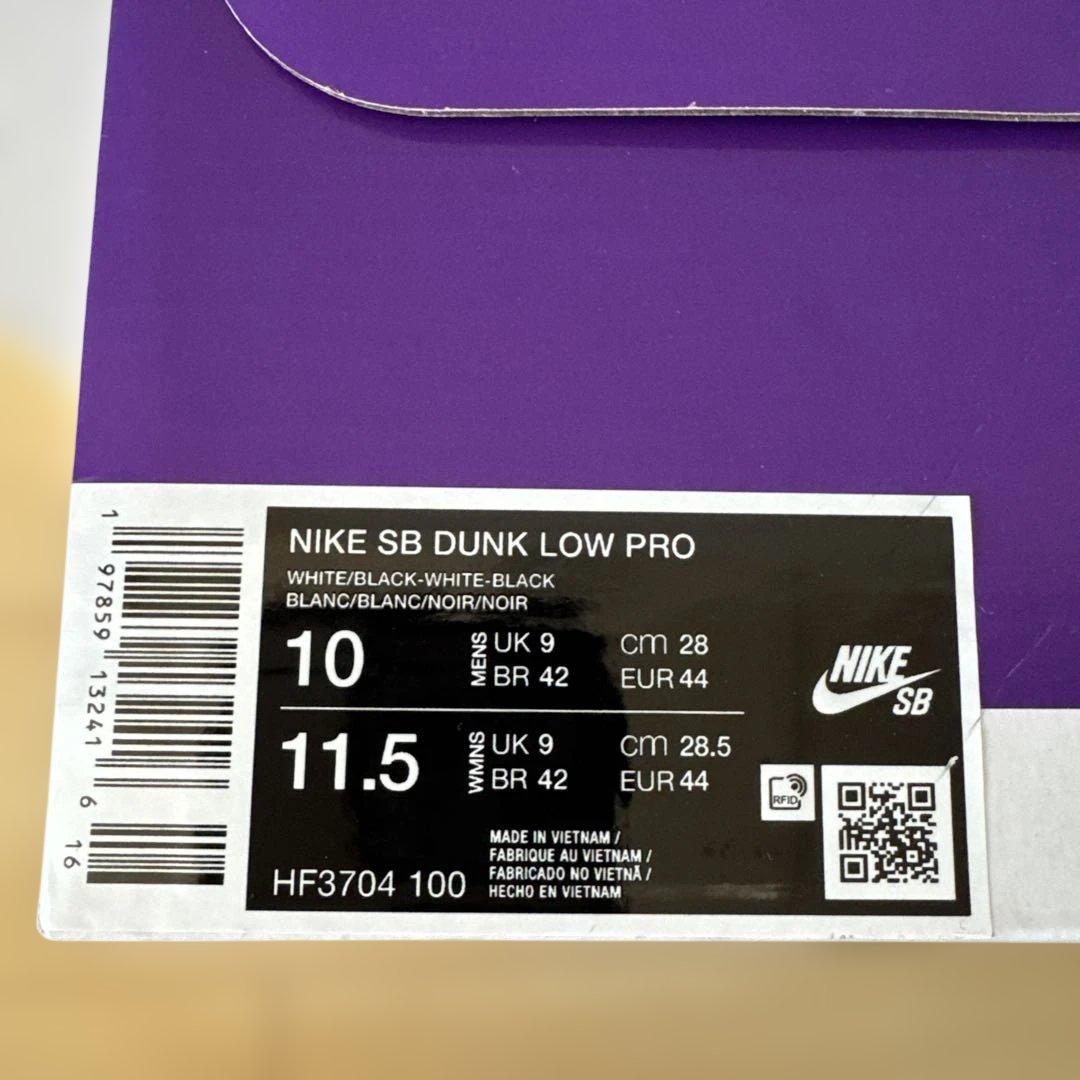 NIKE SB DUNK LOW PRO
WHITE/BLACK-WHITE-BLACK
BLANC/BLANC/NOIR/NOIR
10
MENS
UK 9 cm 28
BR 42 EUR 44
11.5
WMNS
UK 9 cm 28.5
BR 42 EUR 44
NIKE
SB
RFID
MADE IN VIETNAM /
FABRIQUE AU VIETNAM /
FABRICADO NO VIETNÃ /
HECHO EN VIETNAM
HF3704 100
1 97859 13241 6 16